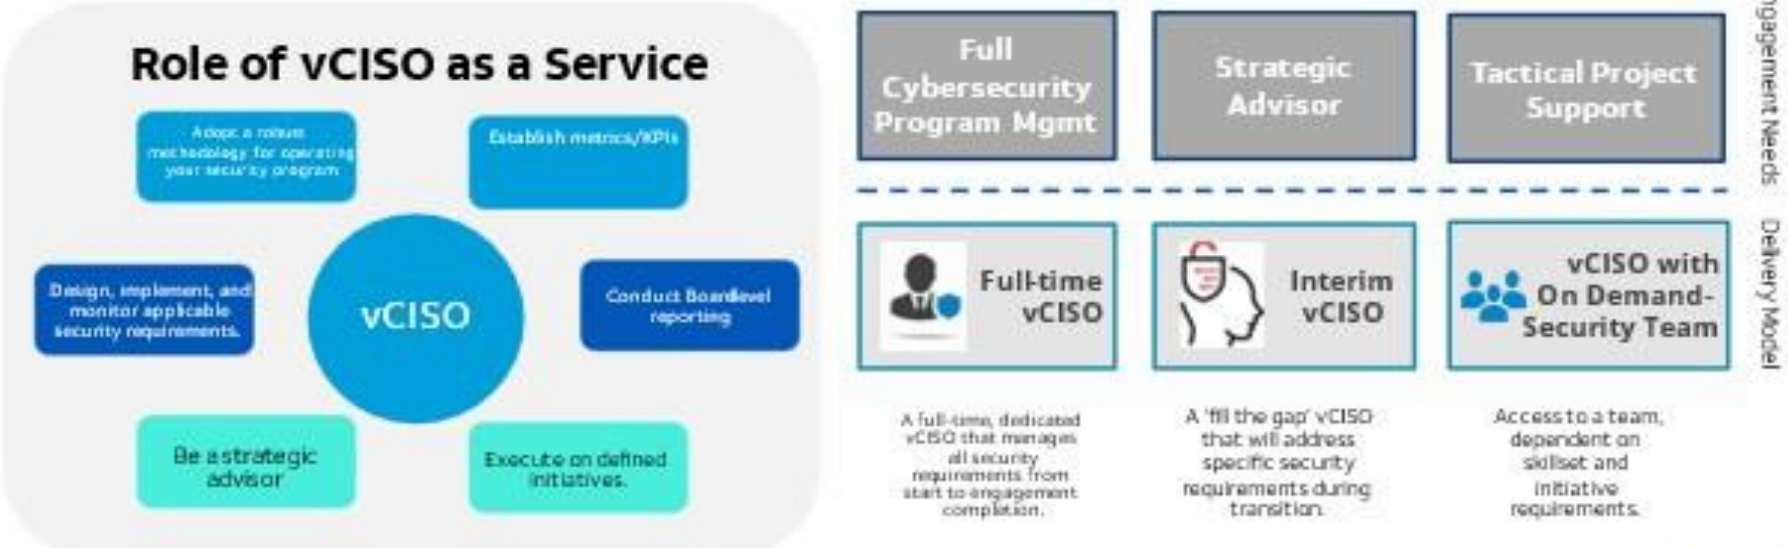 Role of vCISO as a Service
Adopt a robust
methodology for operating
your security program
Establish metrics/KPIs
Design, implement, and
monitor applicable
security requirements.
vCISO
Conduct Boardlevel
reporting
Be a strategic
advisor
Execute on defined
initiatives.
Full
Cybersecurity
Program Mgmt
Strategic
Advisor
Tactical Project
Support
ngagement Needs
Full-time
vCISO
Interim
vCISO
vCISO with
On Demand-
Security Team
Delivery Model
A full-time, dedicated
vCISO that manages
all security
requirements from
start to engagement
completion.
A 'fill the gap' vCISO
that will address
specific security
requirements during
transition.
Access to a team,
dependent on
skillset and
initiative
requirements.